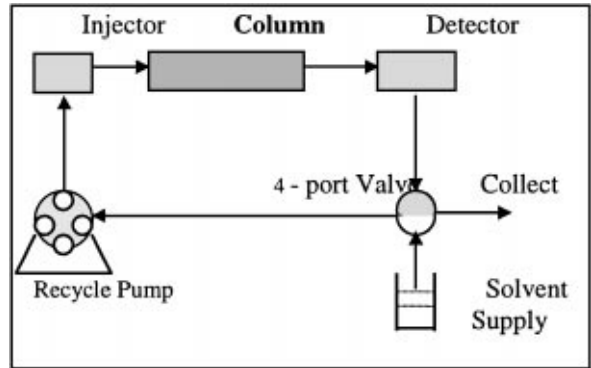 Injector
Column
Detector
4 - port Valve
Collect
Recycle Pump
Solvent
Supply